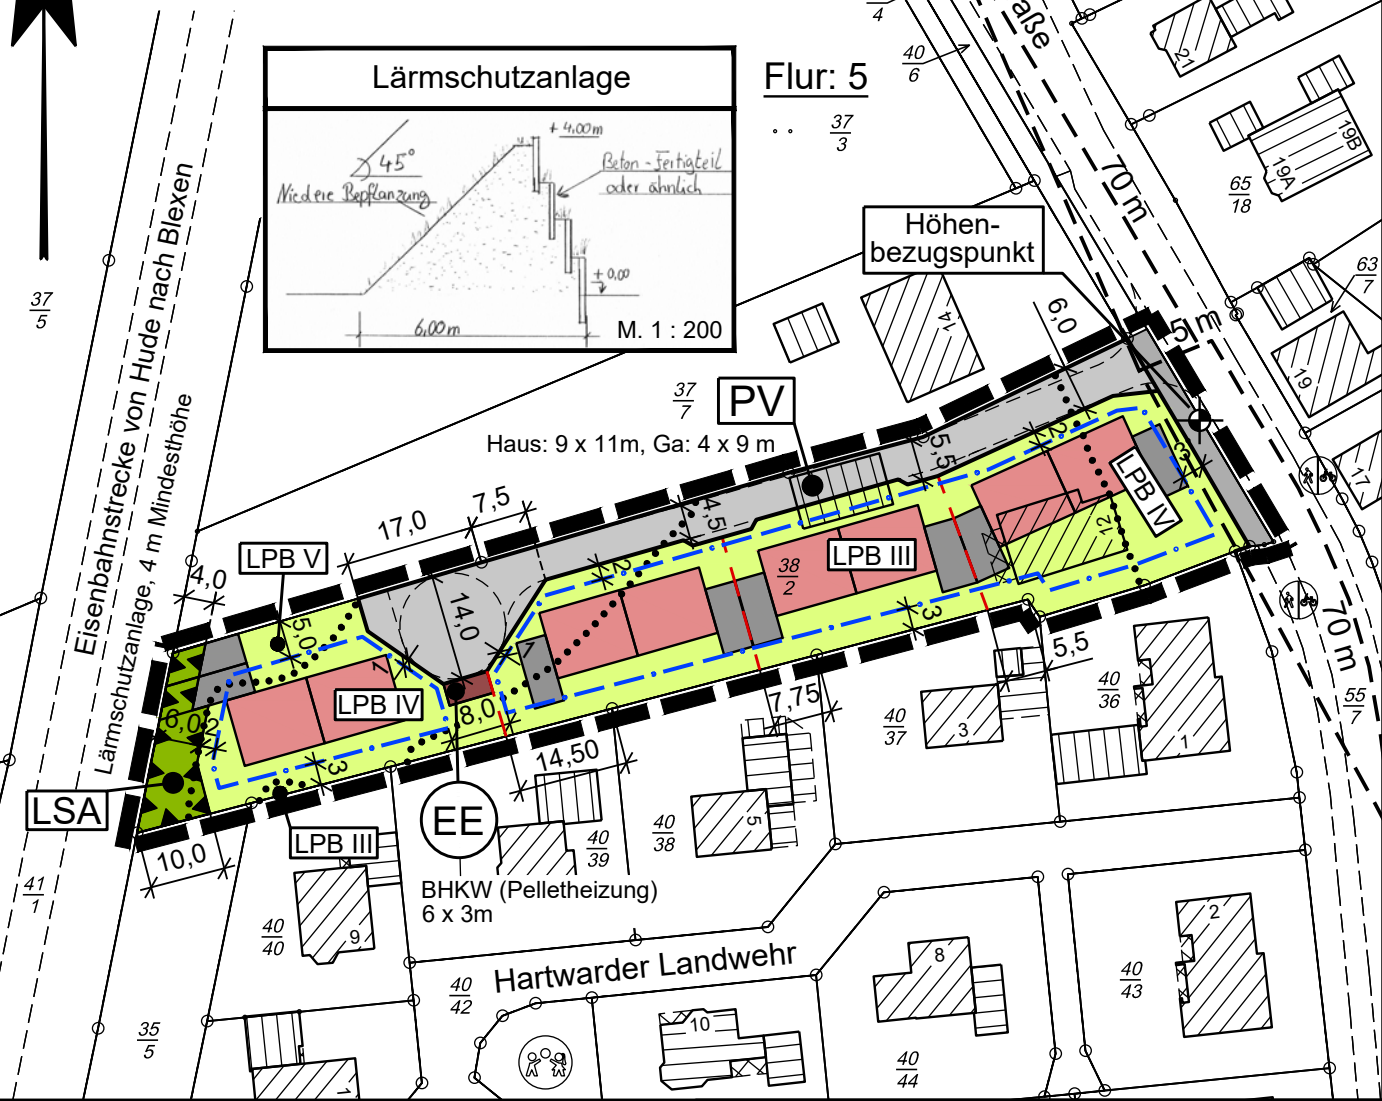 4
40
6
aße
21
Lärmschutzanlage
Flur: 5
37
3
+ 4,00m
45°
Niedere Bepflanzung
Beton - Fertigteil
oder ähnlich
± 0,00
6,00m
M. 1 : 200
19B
19A
65
18
70 m
Höhen-
bezugspunkt
63
7
37
5
Eisenbahnstrecke von Hude nach Blexen
Lärmschutzanlage, 4 m Mindesthöhe
14
6,0
5 m
19
37
7
PV
Haus: 9 x 11m, Ga: 4 x 9 m
5,5
2
3
LPB IV
17
7,5
17,0
4,5
12
LPB V
4,0
5,0
14,0
2
LPB III
38
2
3
70 m
1
1
LPB IV
8,0
6,0
2
3
7,75
5,5
14,50
40
37
3
40
36
1
55
7
LSA
EE
10,0
LPB III
40
39
40
38
5
BHKW (Pelletheizung)
6 x 3m
41
1
40
40
9
2
Hartwarder Landwehr
8
40
43
40
42
35
5
10
40
44
1